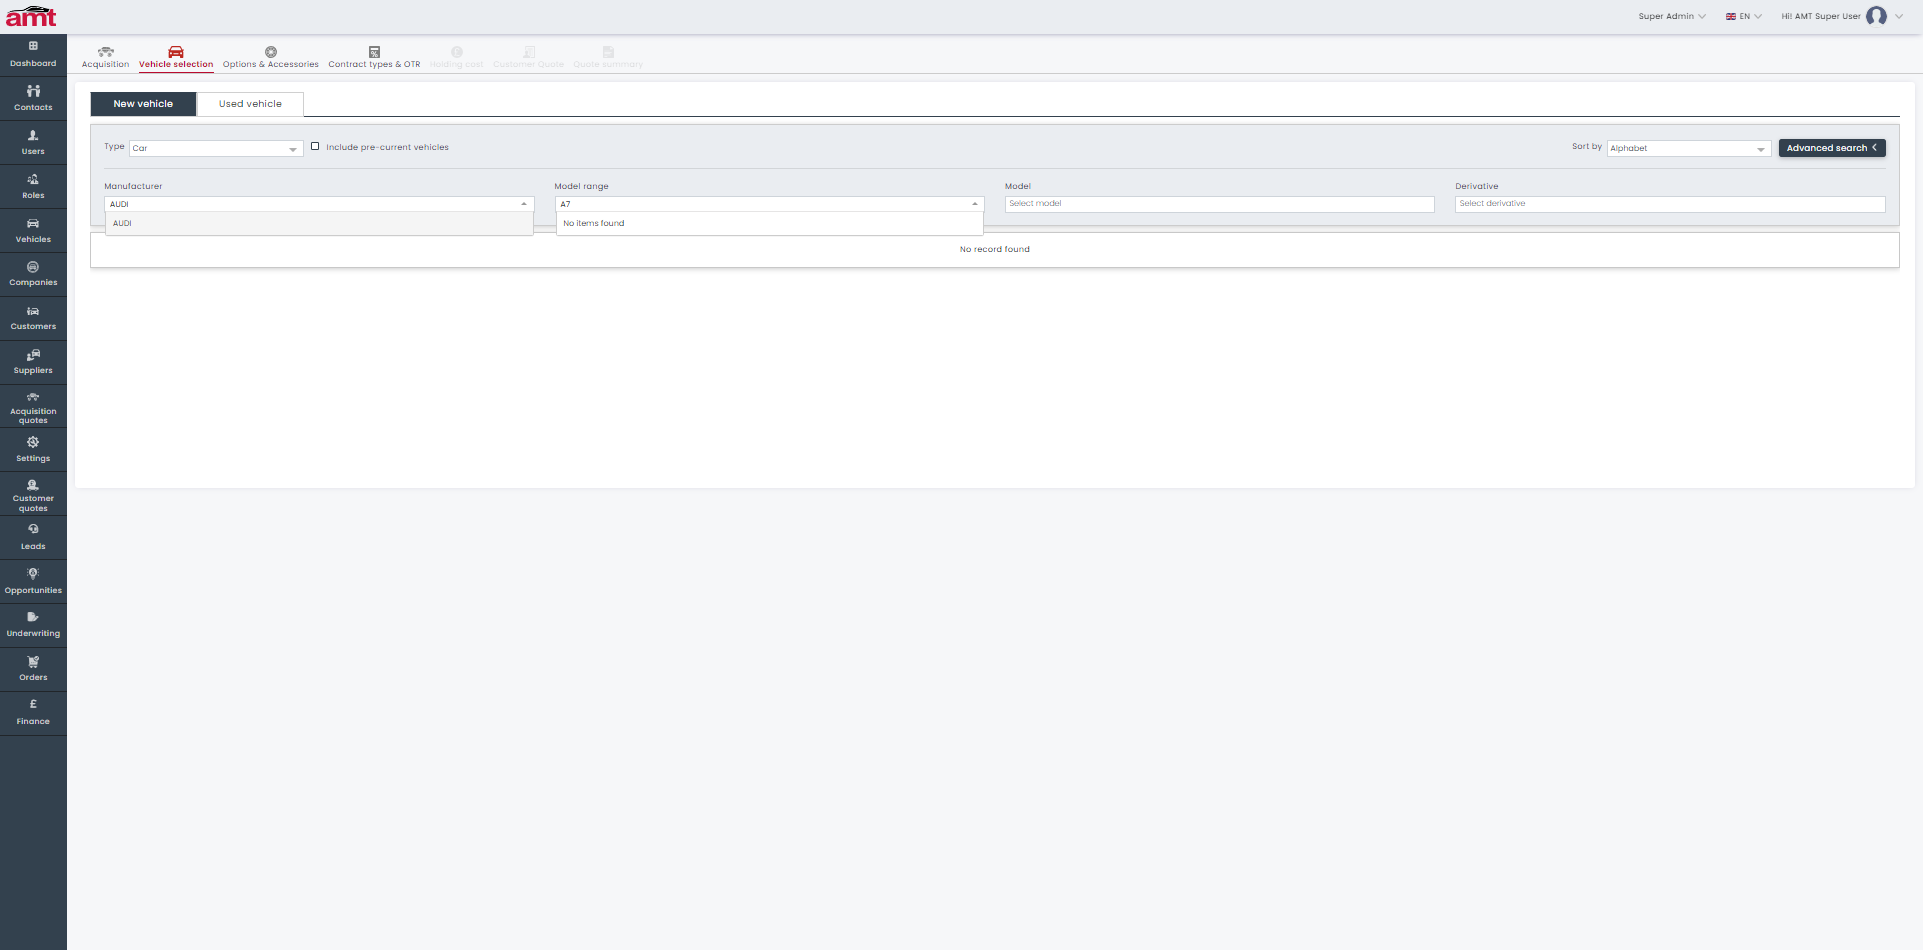 amt
Super Admin
EN
Hi! AMT Super User
Dashboard
Contacts
Users
Roles
Vehicles
Companies
Customers
Suppliers
Acquisition
quotes
Settings
Customer
quotes
Leads
Opportunities
Underwriting
Orders
£
Finance
Acquisition
Vehicle selection
Options & Accessories
Contract types & OTR
Holding cost
Customer Quote
Quote summary
New vehicle
Used vehicle
Type
Car
Include pre-current vehicles
Sort by
Alphabet
Advanced search
Manufacturer
Model range
Model
Derivative
AUDI
A7
Select model
Select derivative
AUDI
No items found
No record found